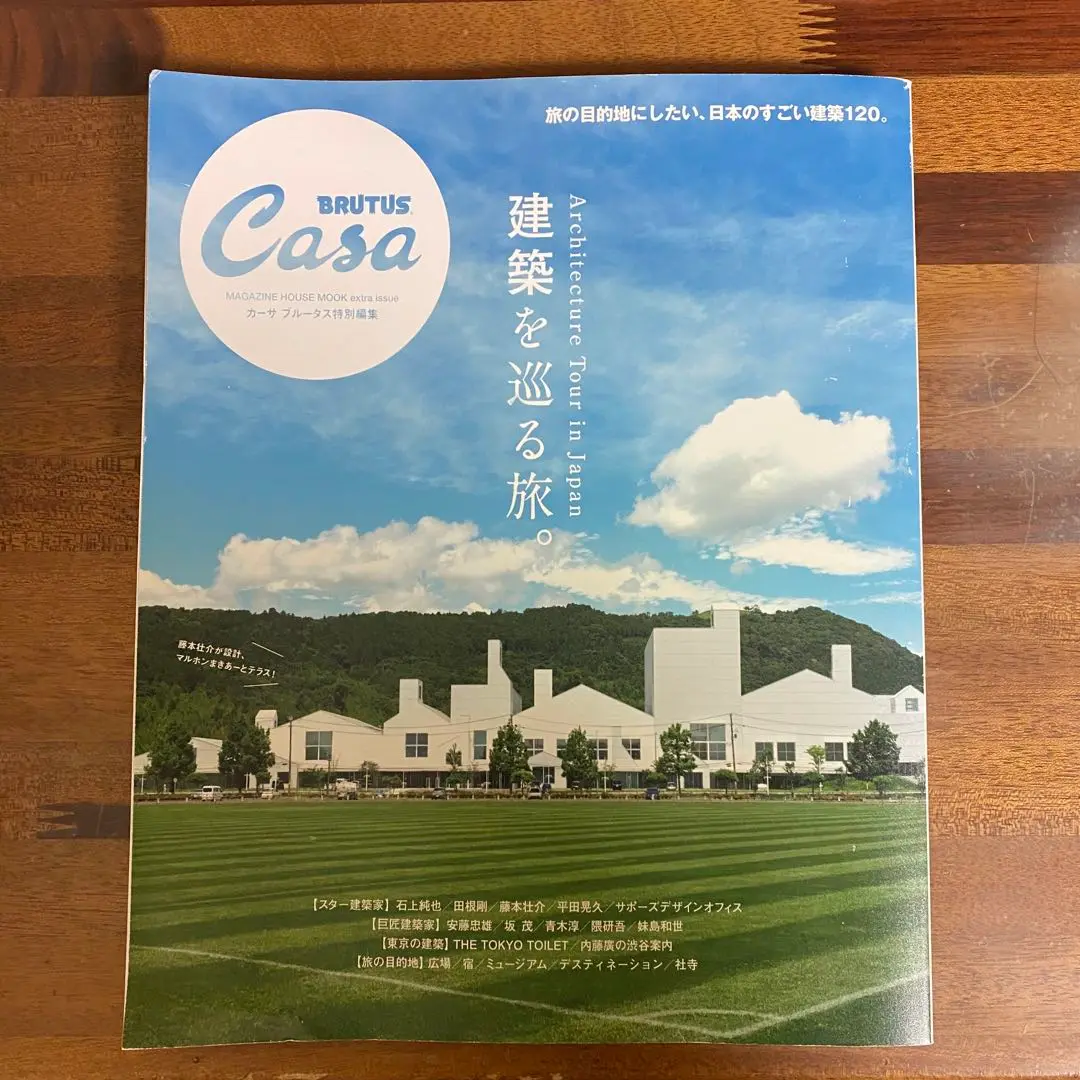 旅の目的地にしたい、日本のすごい建築120。
BRUTUS
Casa
MAGAZINE HOUSE MOOK extra issue
カーサ ブルータス特別編集
建築を巡る旅。
Architecture Tour in Japan
藤本壮介が設計、
マルホンまきあーとテラス！
【スター建築家】石上純也／田根剛／藤本壮介／平田晃久／サポーズデザインオフィス
【巨匠建築家】安藤忠雄／坂 茂／青木淳／隈研吾／妹島和世
【東京の建築】THE TOKYO TOILET／内藤廣の渋谷案内
【旅の目的地】広場／宿／ミュージアム／デスティネーション／社寺